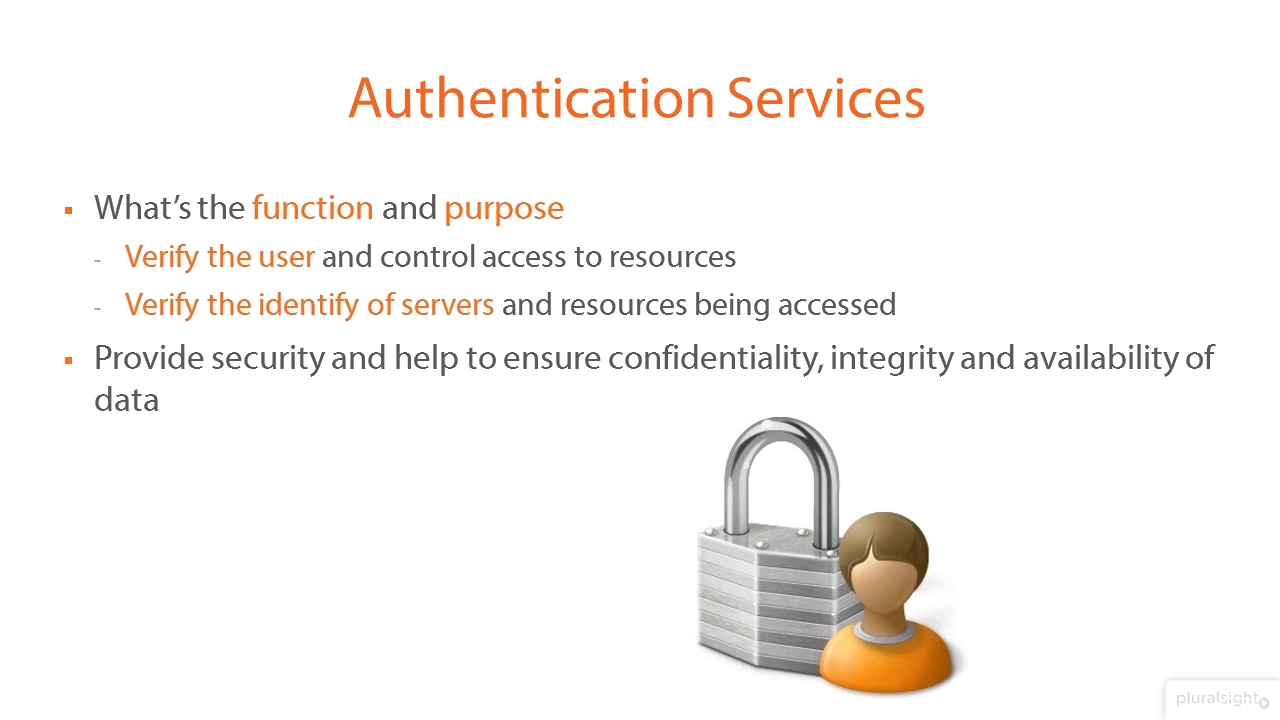 Authentication Services
▪ What's the function and purpose
- Verify the user and control access to resources
- Verify the identify of servers and resources being accessed
▪ Provide security and help to ensure confidentiality, integrity and availability of
data
pluralsight